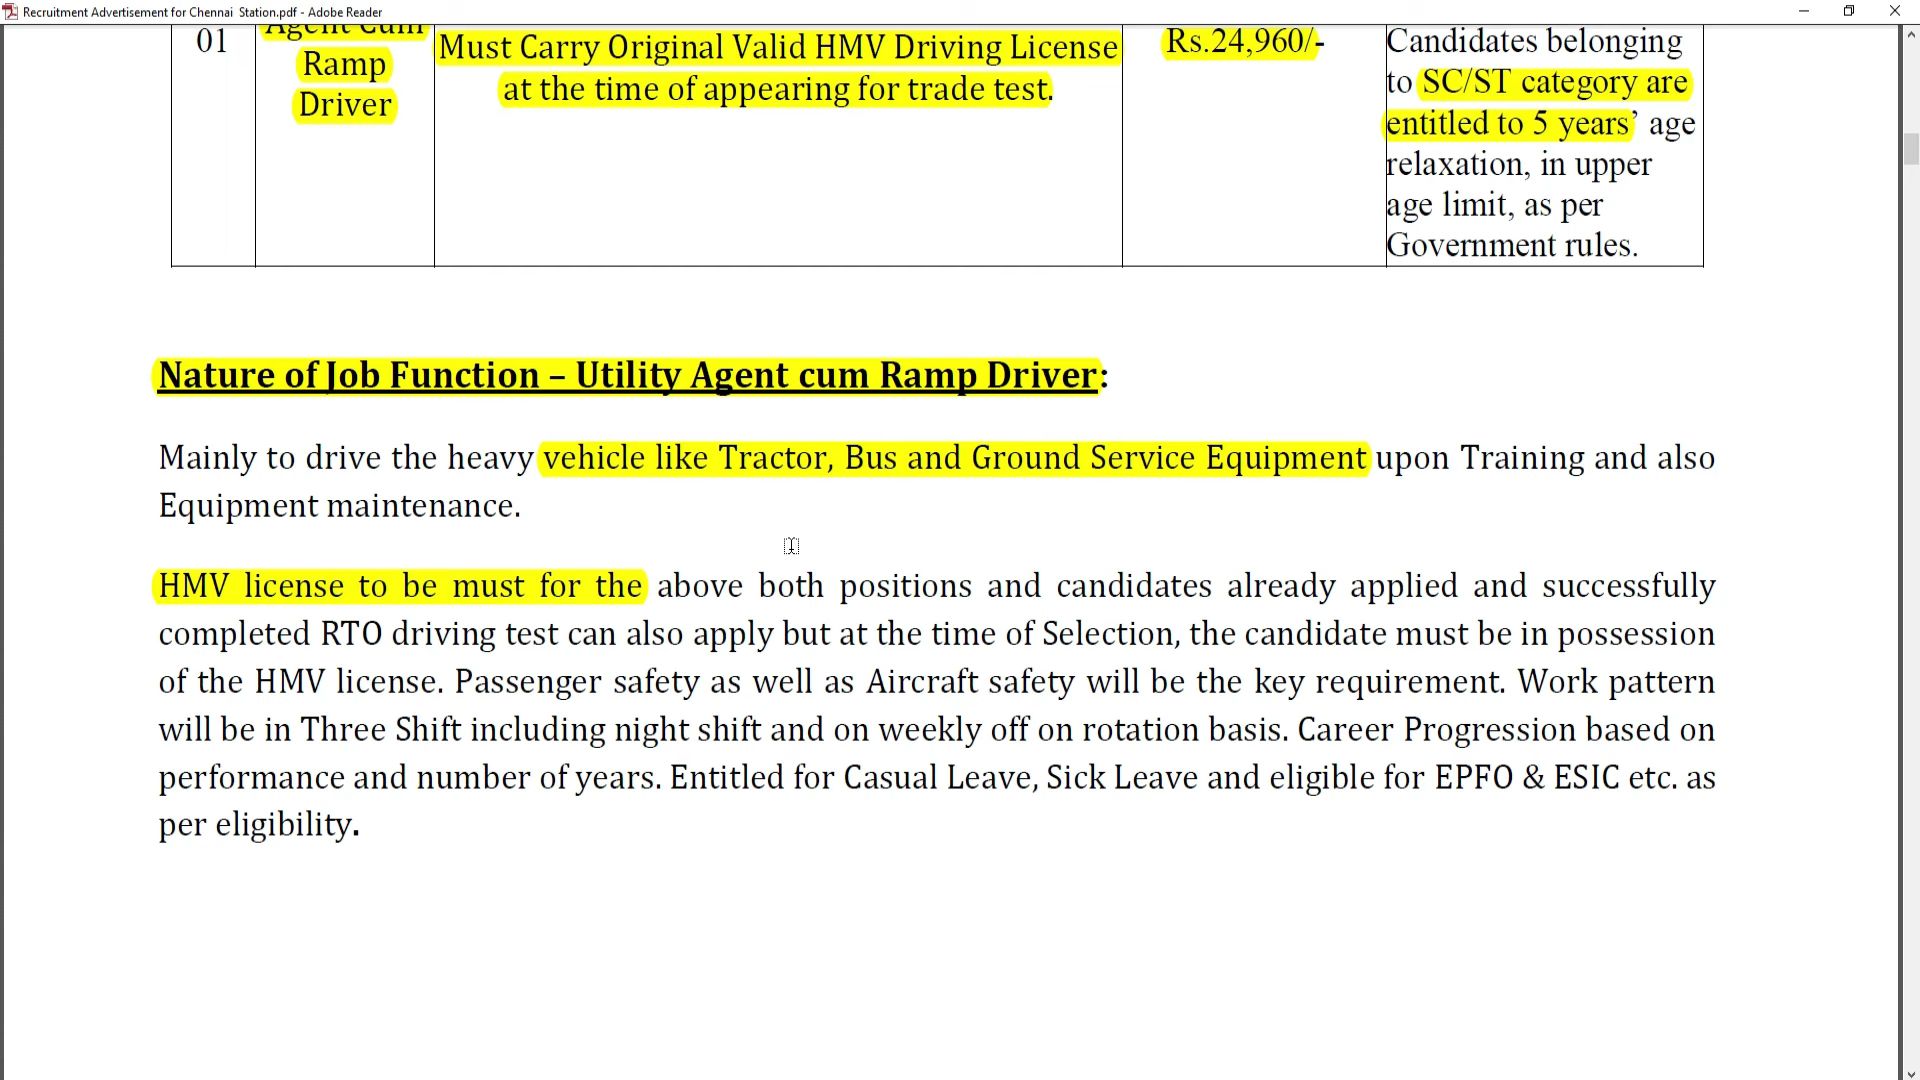 Recruitment Advertisement for Chennai Station.pdf - Adobe Reader
01
Agent Cum
Ramp
Driver
Must Carry Original Valid HMV Driving License
at the time of appearing for trade test.
Rs.24,960/-
Candidates belonging
to SC/ST category are
entitled to 5 years’ age
relaxation, in upper
age limit, as per
Government rules.
Nature of Job Function – Utility Agent cum Ramp Driver:
Mainly to drive the heavy vehicle like Tractor, Bus and Ground Service Equipment upon Training and also
Equipment maintenance.
HMV license to be must for the above both positions and candidates already applied and successfully
completed RTO driving test can also apply but at the time of Selection, the candidate must be in possession
of the HMV license. Passenger safety as well as Aircraft safety will be the key requirement. Work pattern
will be in Three Shift including night shift and on weekly off on rotation basis. Career Progression based on
performance and number of years. Entitled for Casual Leave, Sick Leave and eligible for EPFO & ESIC etc. as
per eligibility.